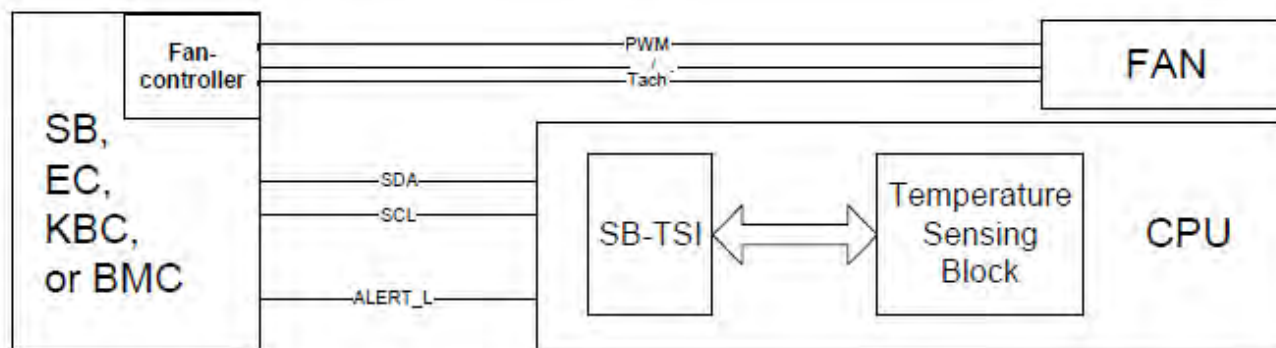 Fan-
controller
PWM
/
Tach
FAN
SB,
EC,
KBC,
or BMC
SDA
SCL
ALERT_L
SB-TSI
Temperature
Sensing
Block
CPU